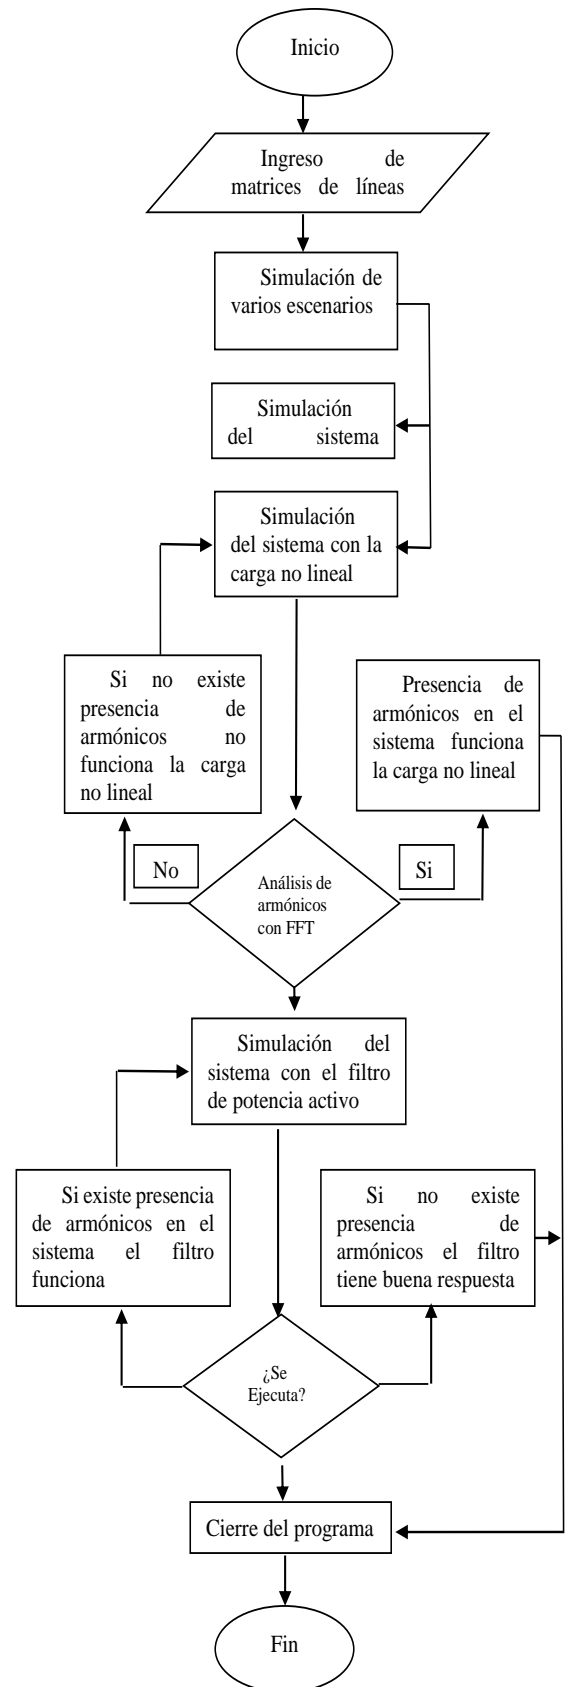 Inicio
Ingreso de
matrices de líneas
Simulación de
varios escenarios
Simulación
del sistema
Simulación
del sistema con la
carga no lineal
Si no existe
presencia de
armónicos no
funciona la carga
no lineal
Presencia de
armónicos en el
sistema funciona
la carga no lineal
No
Si
Análisis de
armónicos
con FFT
Simulación del
sistema con el filtro
de potencia activo
Si existe presencia
de armónicos en el
sistema el filtro
funciona
Si no existe
presencia de
armónicos el filtro
tiene buena respuesta
¿Se
Ejecuta?
Cierre del programa
Fin